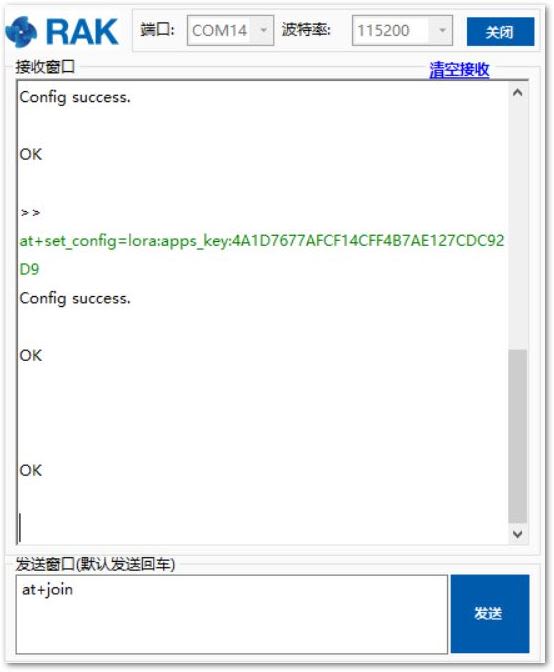 RAK
端口: COM14 波特率: 115200 关闭
接收窗口 清空接收
Config success.
OK
>>
at+set_config=lora:apps_key:4A1D7677AFCF14CFF4B7AE127CDC92
D9
Config success.
OK
OK
发送窗口(默认发送回车)
at+join
发送